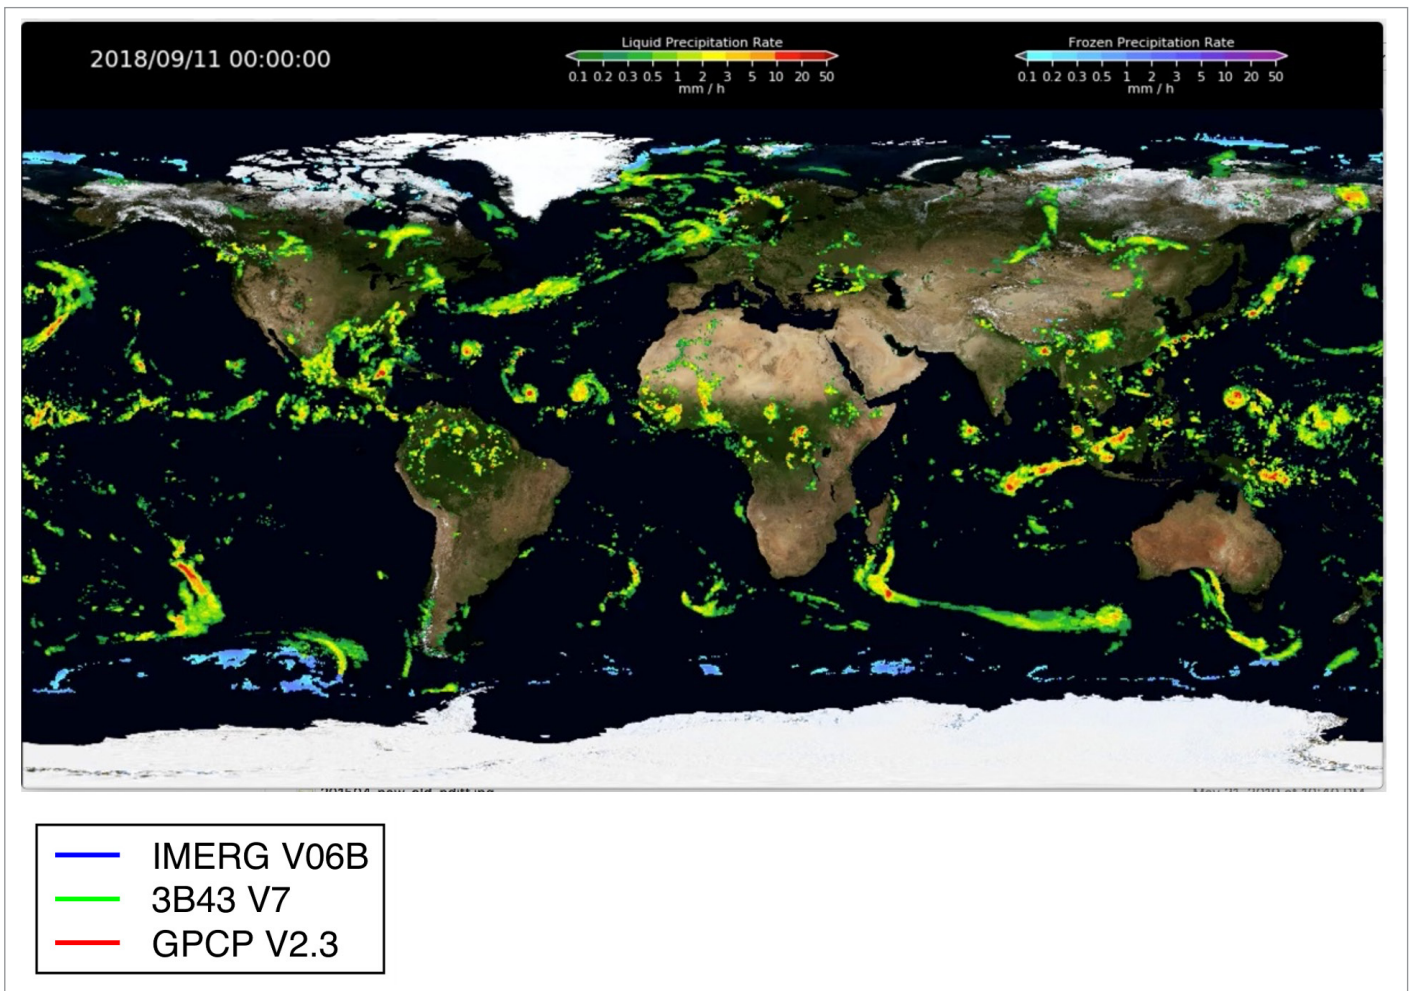 2018/09/11 00:00:00
Liquid Precipitation Rate
0.1 0.2 0.3 0.5 1 2 3 5 10 20 50
mm / h
Frozen Precipitation Rate
0.1 0.2 0.3 0.5 1 2 3 5 10 20 50
mm / h
IMERG V06B
3B43 V7
GPCP V2.3